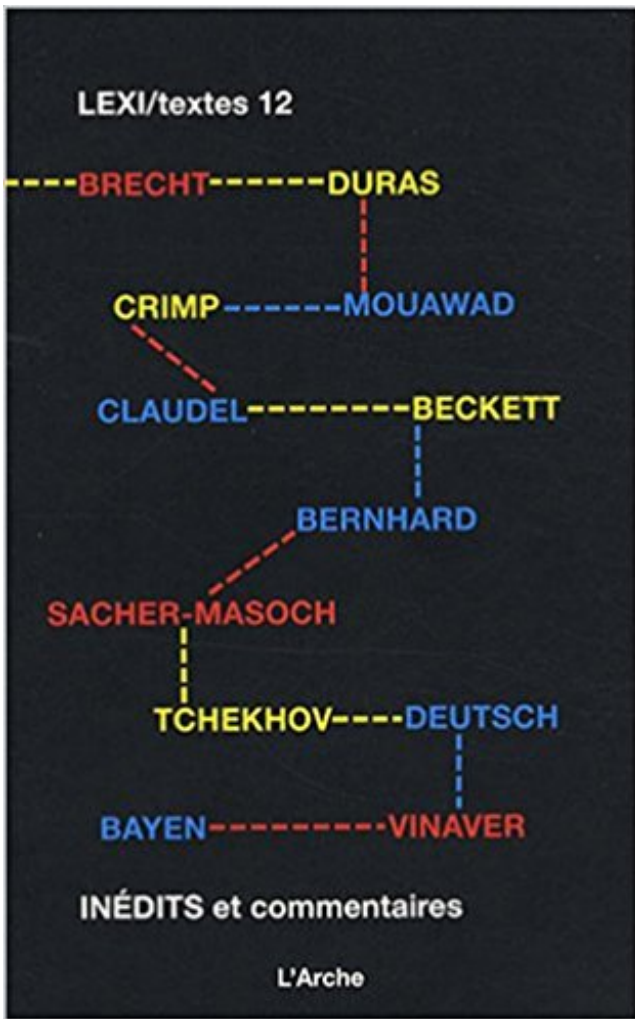 LEXI/textes 12
BRECHT DURAS
CRIMP MOUAWAD
CLAUDEL BECKETT
BERNHARD
SACHER-MASOCH
TCHEKHOV DEUTSCH
BAYEN VINAVER
INÉDITS et commentaires
L'Arche